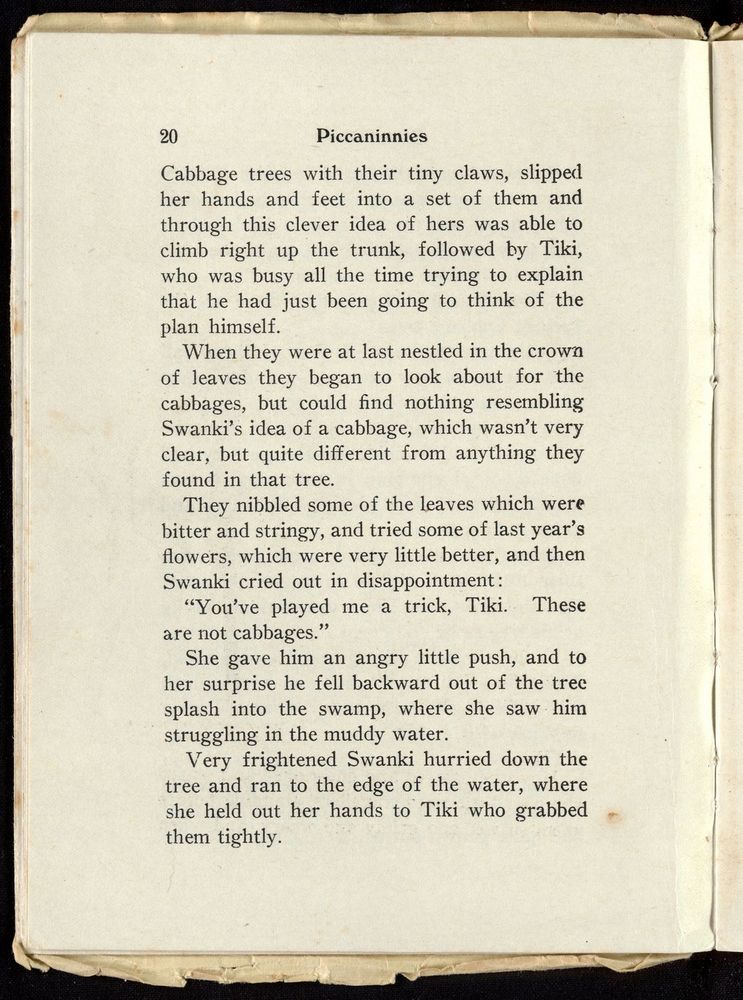 20 Piccaninnies
Cabbage trees with their tiny claws, slipped
her hands and feet into a set of them and
through this clever idea of hers was able to
climb right up the trunk, followed by Tiki,
who was busy all the time trying to explain
that he had just been going to think of the
plan himself.
When they were at last nestled in the crown
of leaves they began to look about for the
cabbages, but could find nothing resembling
Swanki's idea of a cabbage, which wasn't very
clear, but quite different from anything they
found in that tree.
They nibbled some of the leaves which were
bitter and stringy, and tried some of last year's
flowers, which were very little better, and then
Swanki cried out in disappointment:
“You've played me a trick, Tiki. These
are not cabbages.”
She gave him an angry little push, and to
her surprise he fell backward out of the tree
splash into the swamp, where she saw him
struggling in the muddy water.
Very frightened Swanki hurried down the
tree and ran to the edge of the water, where
she held out her hands to Tiki who grabbed
them tightly.